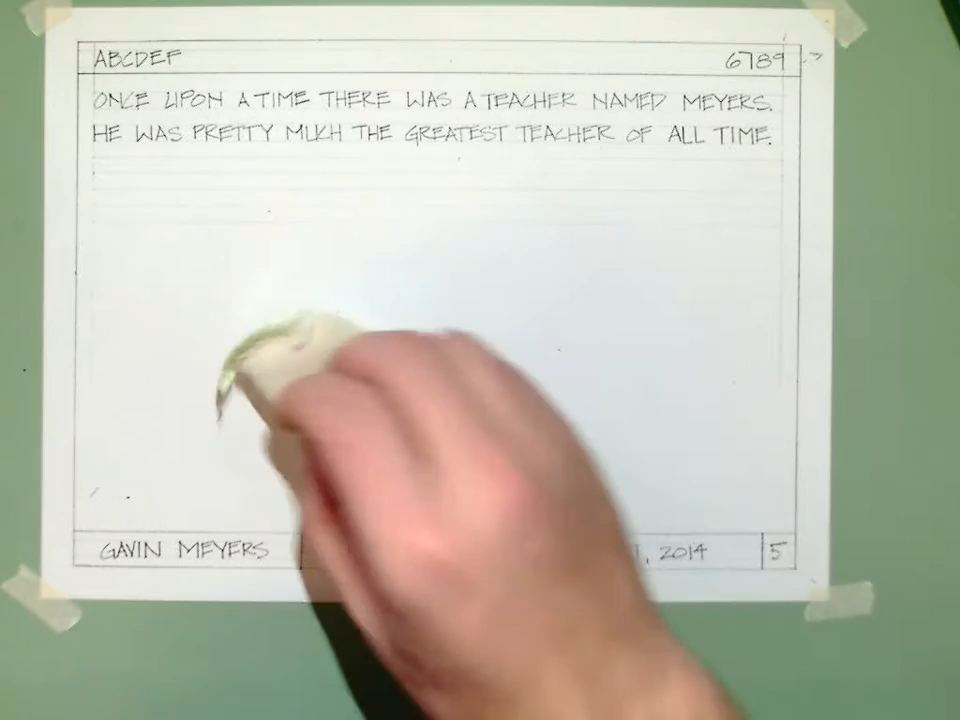 ABCDEF 6789
ONCE UPON A TIME THERE WAS A TEACHER NAMED MEYERS.
HE WAS PRETTY MUCH THE GREATEST TEACHER OF ALL TIME.
GAVIN MEYERS , 2014 5